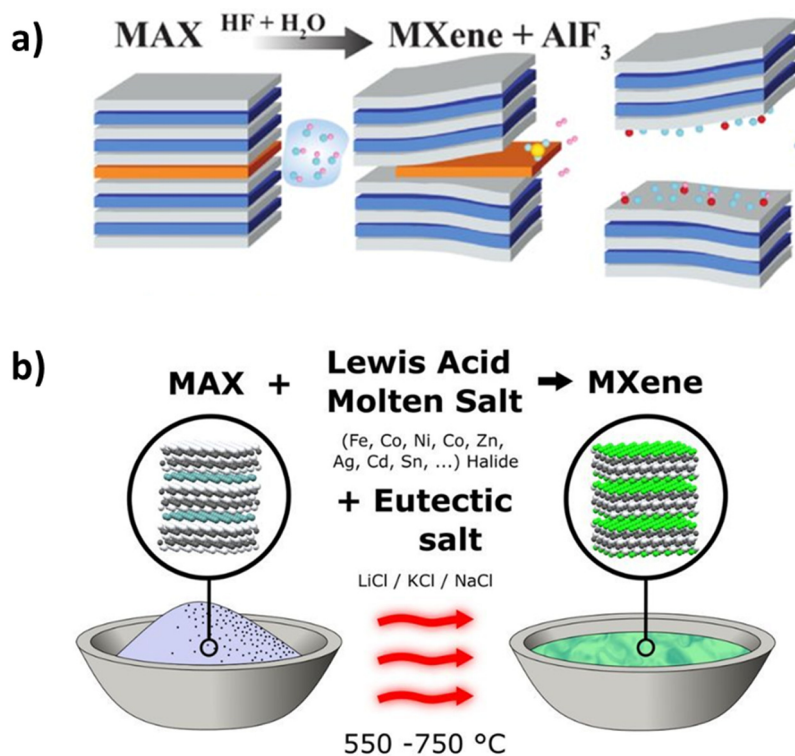 a)
MAX HF + H₂O MXene + AlF₃
b)
MAX + Lewis Acid Molten Salt → MXene
(Fe, Co, Ni, Co, Zn,
Ag, Cd, Sn, ...) Halide
+ Eutectic
salt
LiCl / KCl / NaCl
550 -750 °C